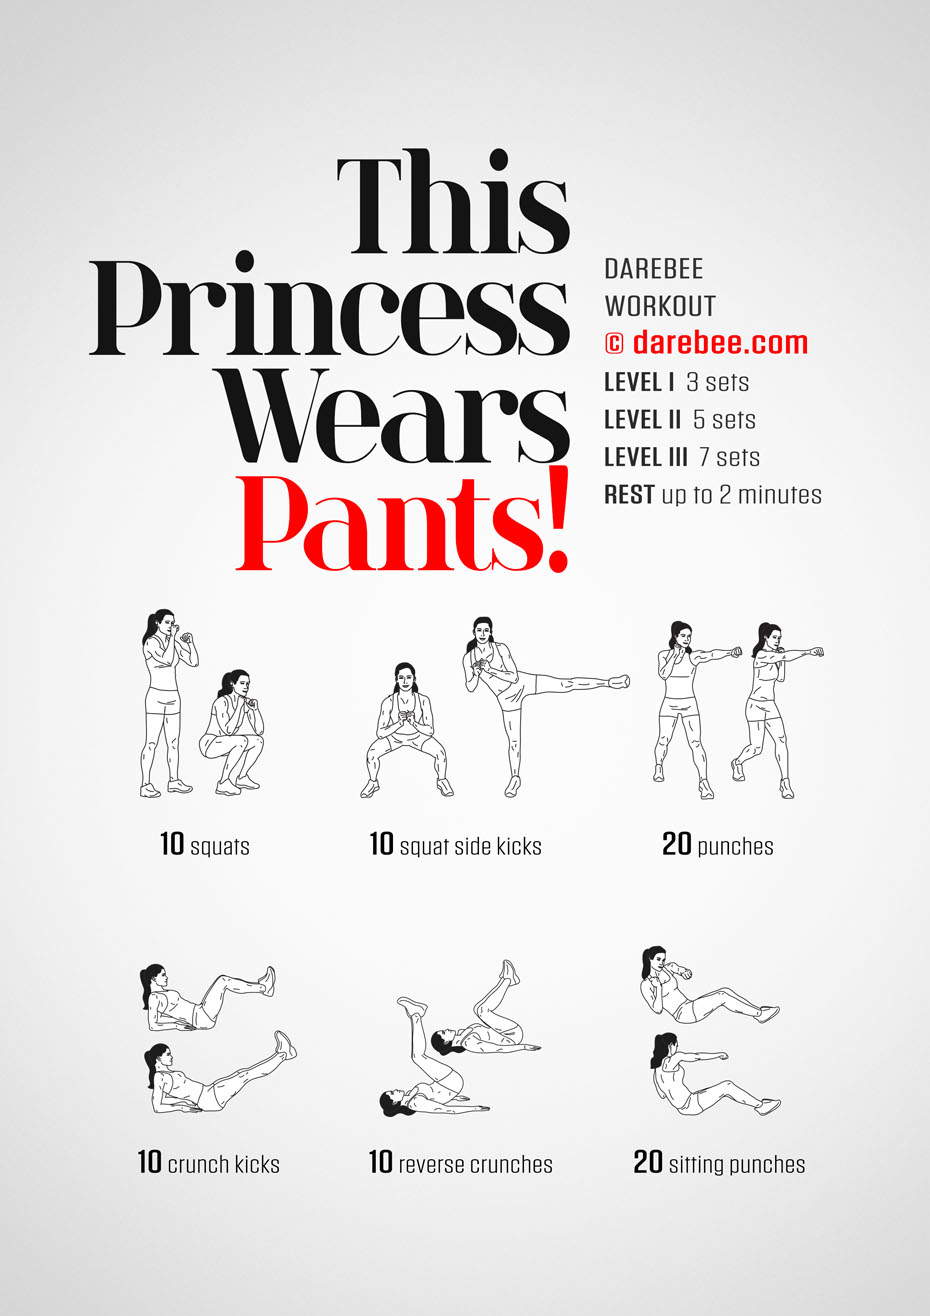 This
Princess
Wears
Pants!
DAREBEE
WORKOUT
© darebee.com
LEVEL I 3 sets
LEVEL II 5 sets
LEVEL III 7 sets
REST up to 2 minutes
10 squats
10 squat side kicks
20 punches
10 crunch kicks
10 reverse crunches
20 sitting punches